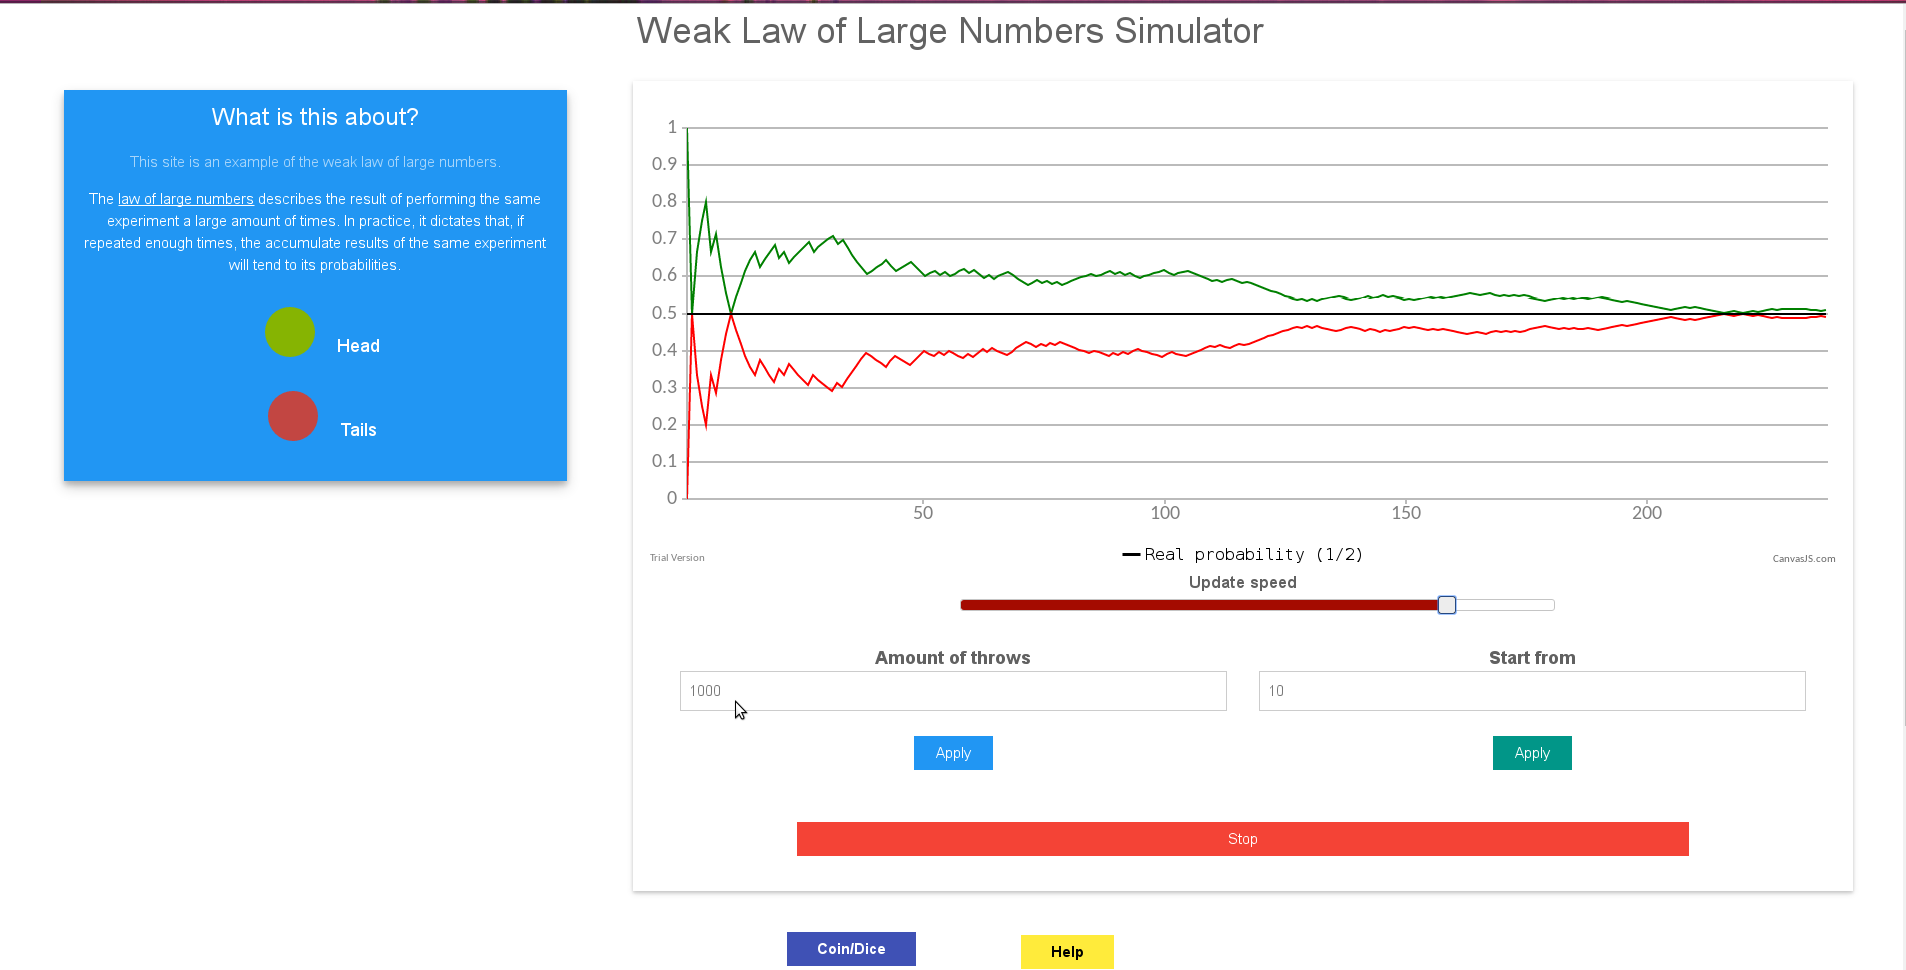 Weak Law of Large Numbers Simulator
What is this about?
This site is an example of the weak law of large numbers.
The law of large numbers describes the result of performing the same
experiment a large amount of times. In practice, it dictates that, if
repeated enough times, the accumulate results of the same experiment
will tend to its probabilities.
Head
Tails
1
0.9
0.8
0.7
0.6
0.5
0.4
0.3
0.2
0.1
0
50 100 150 200
Trial Version
Real probability (1/2)
CanvasJS.com
Update speed
Amount of throws
Start from
1000
10
Apply
Apply
Stop
Coin/Dice
Help